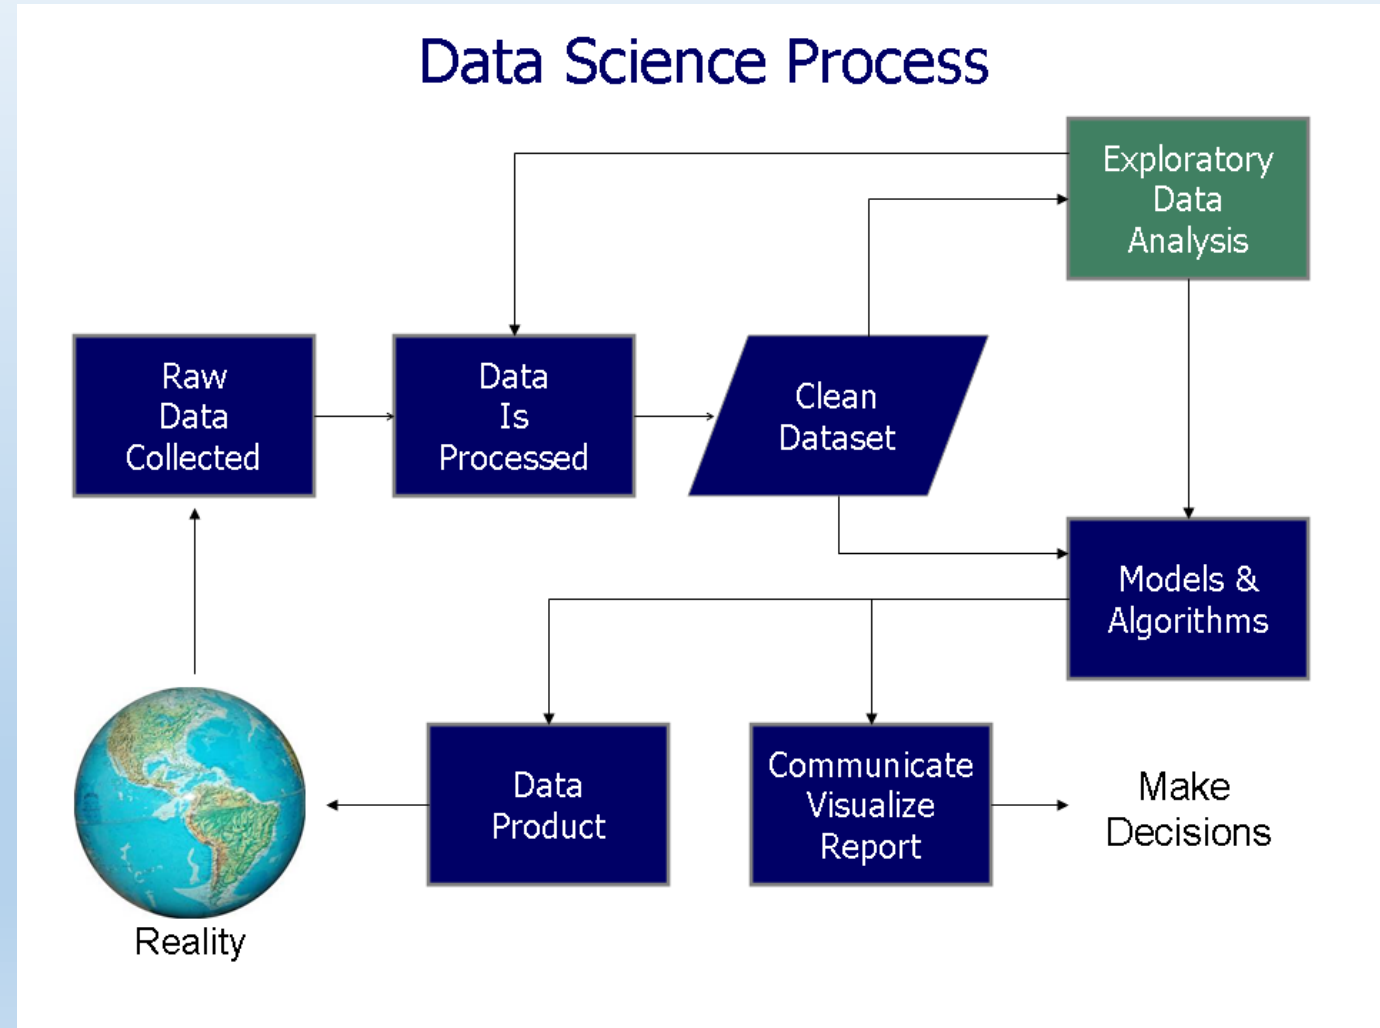 Data Science Process
Exploratory
Data
Analysis
Raw
Data
Collected
Data
Is
Processed
Clean
Dataset
Models &
Algorithms
Data
Product
Communicate
Visualize
Report
Make
Decisions
Reality